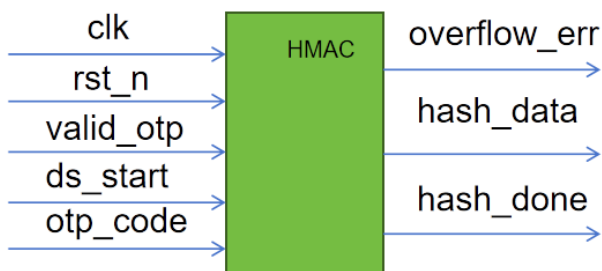 clk
rst_n
valid_otp
ds_start
otp_code
HMAC
overflow_err
hash_data
hash_done